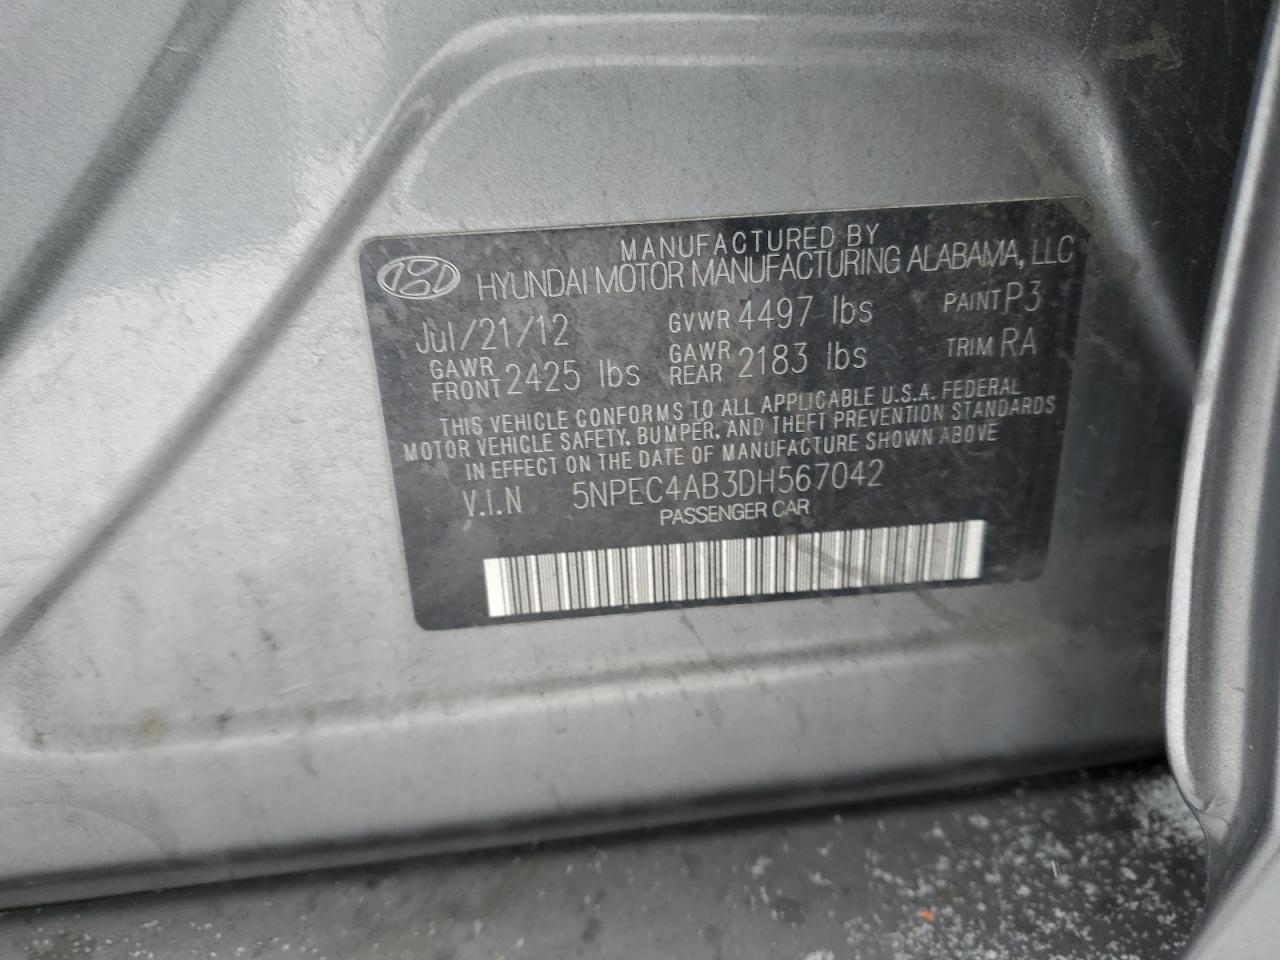 MANUFACTURED BY
HYUNDAI MOTOR MANUFACTURING ALABAMA, LLC
Jul/21/12 GVWR 4497 lbs PAINT P3
GAWR FRONT 2425 lbs GAWR REAR 2183 lbs TRIM RA
THIS VEHICLE CONFORMS TO ALL APPLICABLE U.S.A. FEDERAL
MOTOR VEHICLE SAFETY, BUMPER, AND THEFT PREVENTION STANDARDS
IN EFFECT ON THE DATE OF MANUFACTURE SHOWN ABOVE
V.I.N 5NPEC4AB3DH567042
PASSENGER CAR